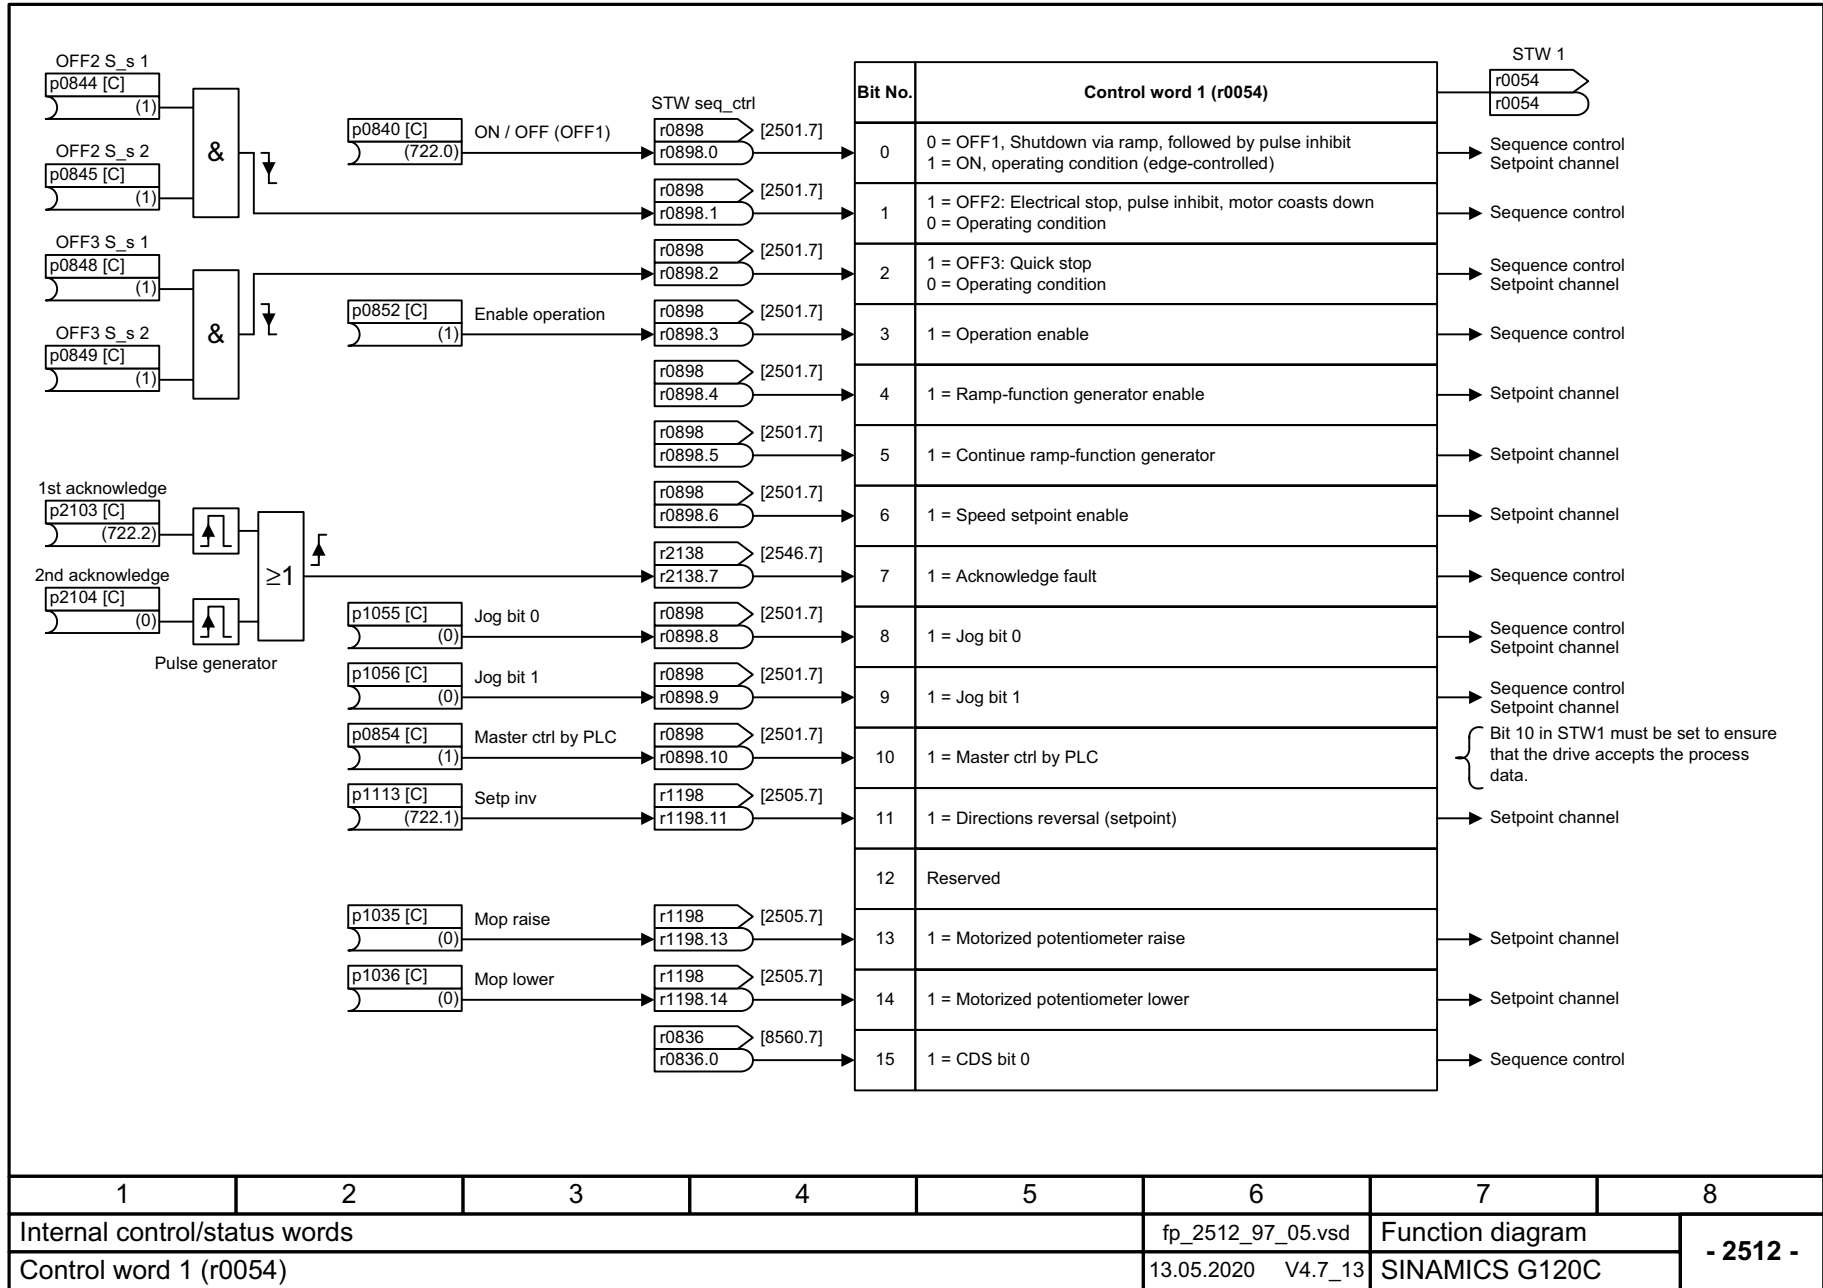 OFF2 S_s 1
p0844 [C]
(1)
OFF2 S_s 2
p0845 [C]
(1)
&
OFF3 S_s 1
p0848 [C]
(1)
OFF3 S_s 2
p0849 [C]
(1)
&
1st acknowledge
p2103 [C]
(722.2)
2nd acknowledge
p2104 [C]
(0)
≥1
Pulse generator
STW seq_ctrl
Bit No.
Control word 1 (r0054)
STW 1
r0054
r0054
p0840 [C]
(722.0)
ON / OFF (OFF1)
r0898
r0898.0
[2501.7]
0
0 = OFF1, Shutdown via ramp, followed by pulse inhibit
1 = ON, operating condition (edge-controlled)
Sequence control
Setpoint channel
r0898
r0898.1
[2501.7]
1
1 = OFF2: Electrical stop, pulse inhibit, motor coasts down
0 = Operating condition
Sequence control
r0898
r0898.2
[2501.7]
2
1 = OFF3: Quick stop
0 = Operating condition
Sequence control
Setpoint channel
p0852 [C]
(1)
Enable operation
r0898
r0898.3
[2501.7]
3
1 = Operation enable
Sequence control
r0898
r0898.4
[2501.7]
4
1 = Ramp-function generator enable
Setpoint channel
r0898
r0898.5
[2501.7]
5
1 = Continue ramp-function generator
Setpoint channel
r0898
r0898.6
[2501.7]
6
1 = Speed setpoint enable
Setpoint channel
r2138
r2138.7
[2546.7]
7
1 = Acknowledge fault
Sequence control
p1055 [C]
(0)
Jog bit 0
r0898
r0898.8
[2501.7]
8
1 = Jog bit 0
Sequence control
Setpoint channel
p1056 [C]
(0)
Jog bit 1
r0898
r0898.9
[2501.7]
9
1 = Jog bit 1
Sequence control
Setpoint channel
p0854 [C]
(1)
Master ctrl by PLC
r0898
r0898.10
[2501.7]
10
1 = Master ctrl by PLC
Bit 10 in STW1 must be set to ensure
that the drive accepts the process
data.
p1113 [C]
(722.1)
Setp inv
r1198
r1198.11
[2505.7]
11
1 = Directions reversal (setpoint)
Setpoint channel
12
Reserved
p1035 [C]
(0)
Mop raise
r1198
r1198.13
[2505.7]
13
1 = Motorized potentiometer raise
Setpoint channel
p1036 [C]
(0)
Mop lower
r1198
r1198.14
[2505.7]
14
1 = Motorized potentiometer lower
Setpoint channel
r0836
r0836.0
[8560.7]
15
1 = CDS bit 0
Sequence control
1 2 3 4 5 6 7 8
Internal control/status words
fp_2512_97_05.vsd
Function diagram
- 2512 -
Control word 1 (r0054)
13.05.2020 V4.7_13
SINAMICS G120C